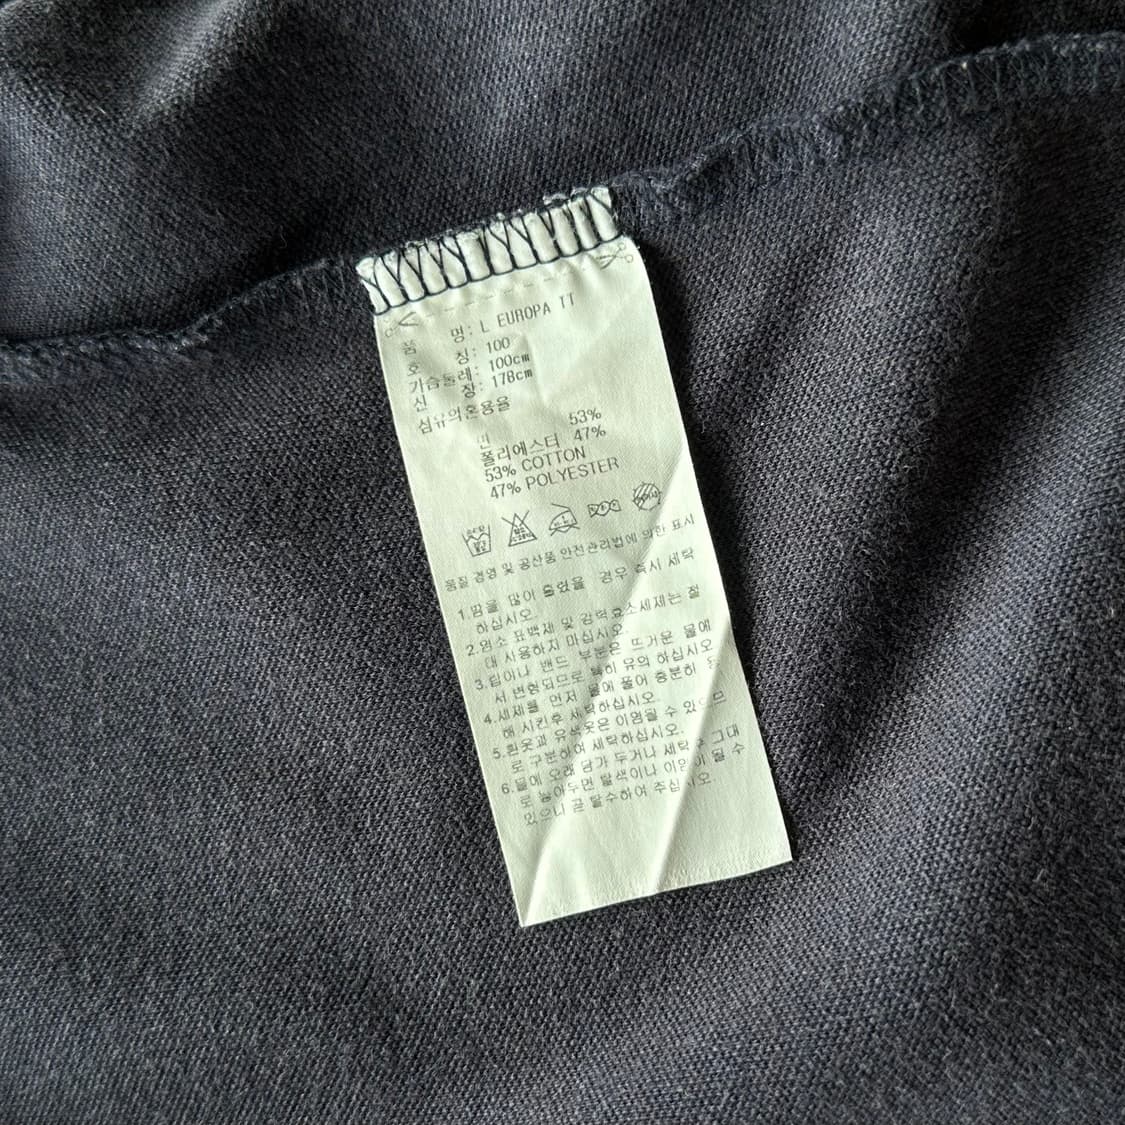 품 명: L EUROPA TT
호 칭: 100
가슴둘레: 100cm
신 장: 178cm
섬유의혼용율
면 53%
폴리에스터 47%
53% COTTON
47% POLYESTER
품질 경영 및 공산품 안전관리법에 의한 표시
1.땀을 많이 흘렸을 경우 즉시 세탁
하십시오.
2.염소 표백제 및 강력효소세제는 절
대 사용하지 마십시오.
3.립이나 밴드 부분은 뜨거운 물에
서 변형되므로 특히 유의 하십시오
4.세제를 먼저 물에 풀어 충분히
해 시킨후 세탁하십시오.
5.흰옷과 유색옷은 이염될 수 있으므
로 구분하여 세탁하십시오.
6.물에 오래 담가 두거나 세탁후 그대
로 놓아두면 탈색이나 이염이 될 수
있으니 곧 탈수하여 주십시오.